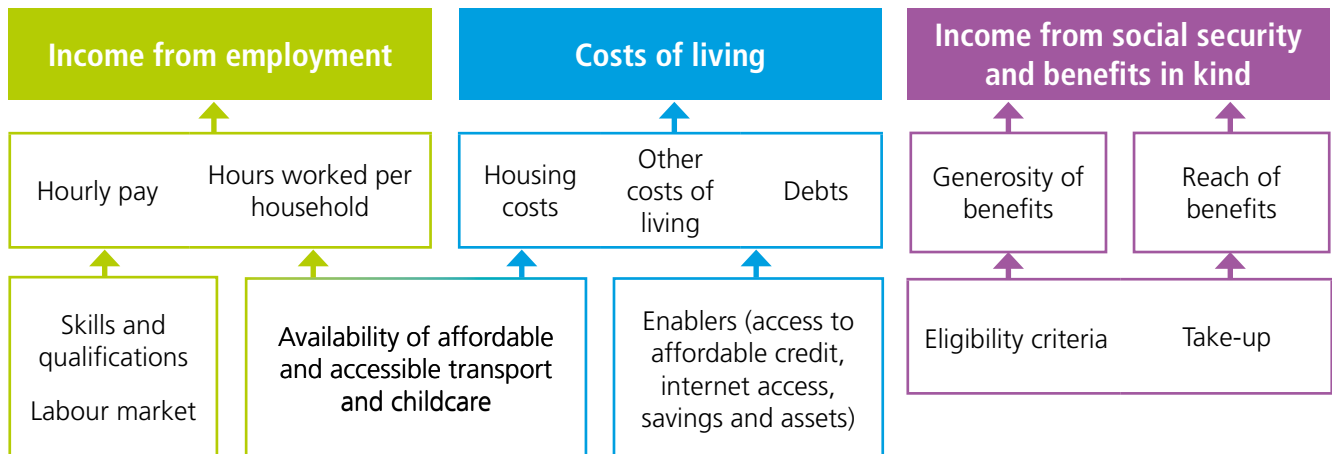 Income from employment
Costs of living
Income from social security
and benefits in kind
Hourly pay
Hours worked per
household
Housing
costs
Other
costs of
living
Debts
Generosity of
benefits
Reach of
benefits
Skills and
qualifications
Labour market
Availability of affordable
and accessible transport
and childcare
Enablers (access to
affordable credit,
internet access,
savings and assets)
Eligibility criteria
Take-up